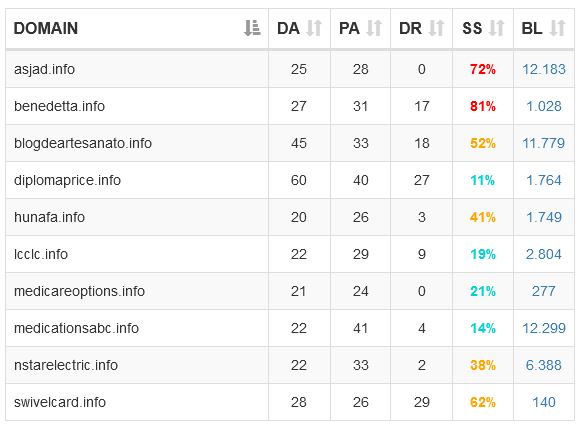 DOMAIN DA PA DR SS BL
asjad.info 25 28 0 72% 12.183
benedetta.info 27 31 17 81% 1.028
blogdeartesanato.info 45 33 18 52% 11.779
diplomaprice.info 60 40 27 11% 1.764
hunafa.info 20 26 3 41% 1.749
lcclc.info 22 29 9 19% 2.804
medicareoptions.info 21 24 0 21% 277
medicationsabc.info 22 41 4 14% 12.299
nstarelectric.info 22 33 2 38% 6.388
swivelcard.info 28 26 29 62% 140